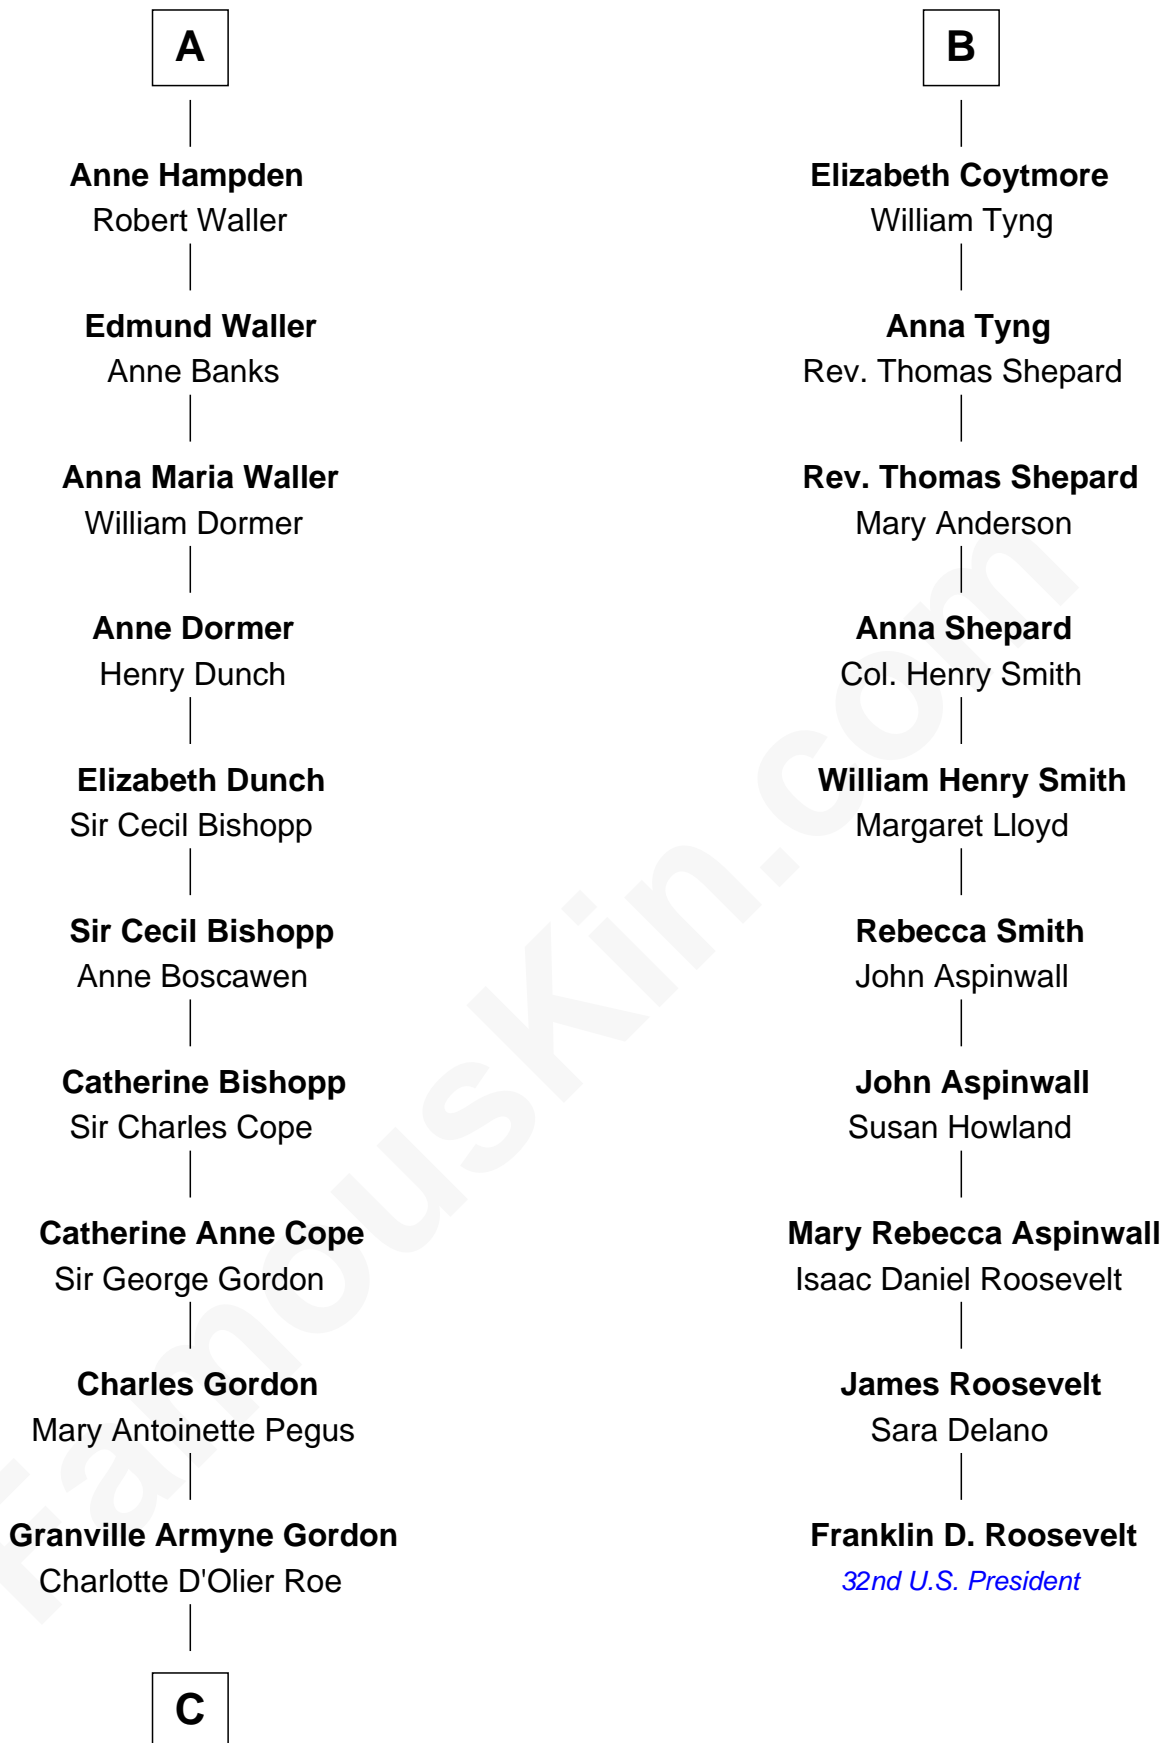 A
Anne Hampden
Robert Waller
Edmund Waller
Anne Banks
Anna Maria Waller
William Dormer
Anne Dormer
Henry Dunch
Elizabeth Dunch
Sir Cecil Bishopp
Sir Cecil Bishopp
Anne Boscawen
Catherine Bishopp
Sir Charles Cope
Catherine Anne Cope
Sir George Gordon
Charles Gordon
Mary Antoinette Pegus
Granville Armyne Gordon
Charlotte D'Olier Roe
C
B
Elizabeth Coytmore
William Tyng
Anna Tyng
Rev. Thomas Shepard
Rev. Thomas Shepard
Mary Anderson
Anna Shepard
Col. Henry Smith
William Henry Smith
Margaret Lloyd
Rebecca Smith
John Aspinwall
John Aspinwall
Susan Howland
Mary Rebecca Aspinwall
Isaac Daniel Roosevelt
James Roosevelt
Sara Delano
Franklin D. Roosevelt
32nd U.S. President
FamousKin.com